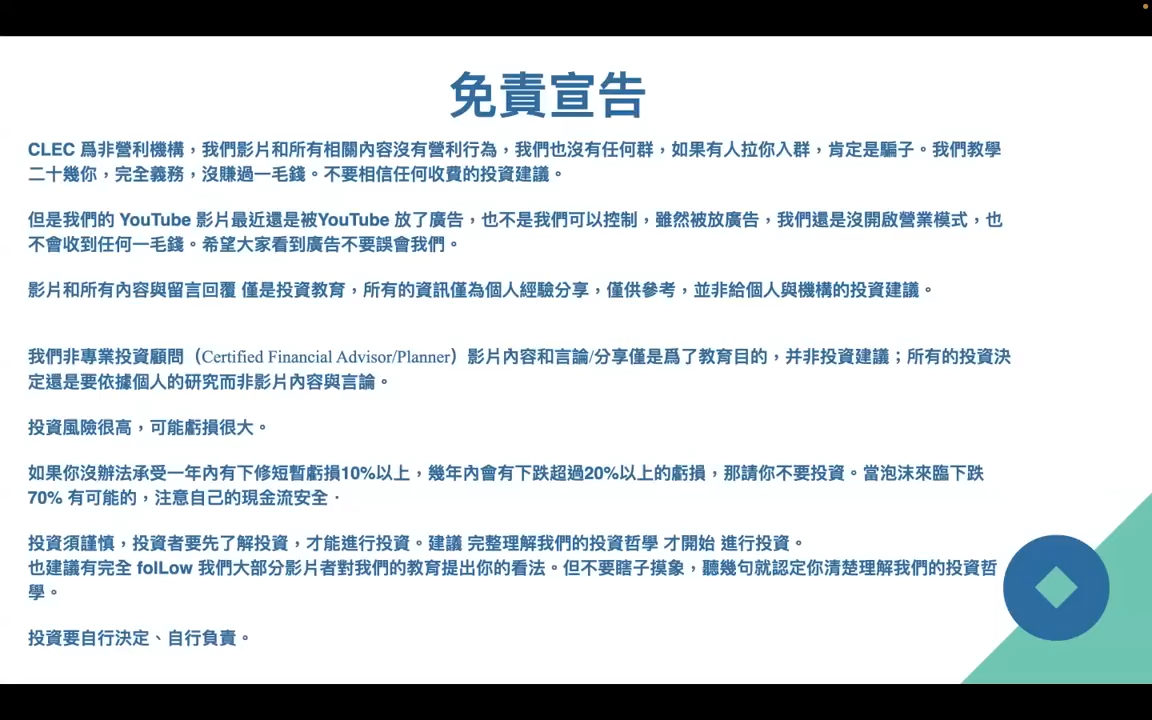 免責宣告
CLEC 爲非營利機構，我們影片和所有相關內容沒有營利行為，我們也沒有任何群，如果有人拉你入群，肯定是騙子。我們教學
二十幾你，完全義務，沒賺過一毛錢。不要相信任何收費的投資建議。
但是我們的 YouTube 影片最近還是被YouTube 放了廣告，也不是我們可以控制，雖然被放廣告，我們還是沒開啟營業模式，也
不會收到任何一毛錢。希望大家看到廣告不要誤會我們。
影片和所有內容與留言回覆 僅是投資教育，所有的資訊僅為個人經驗分享，僅供參考，並非給個人與機構的投資建議。
我們非專業投資顧問（Certified Financial Advisor/Planner）影片內容和言論/分享僅是爲了教育目的，并非投資建議；所有的投資決
定還是要依據個人的研究而非影片內容與言論。
投資風險很高，可能虧損很大。
如果你沒辦法承受一年內有下修短暫虧損10%以上，幾年內會有下跌超過20%以上的虧損，那請你不要投資。當泡沫來臨下跌
70% 有可能的，注意自己的現金流安全．
投資須謹慎，投資者要先了解投資，才能進行投資。建議 完整理解我們的投資哲學 才開始 進行投資。
也建議有完全 folLow 我們大部分影片者對我們的教育提出你的看法。但不要瞎子摸象，聽幾句就認定你清楚理解我們的投資哲
學。
投資要自行決定、自行負責。